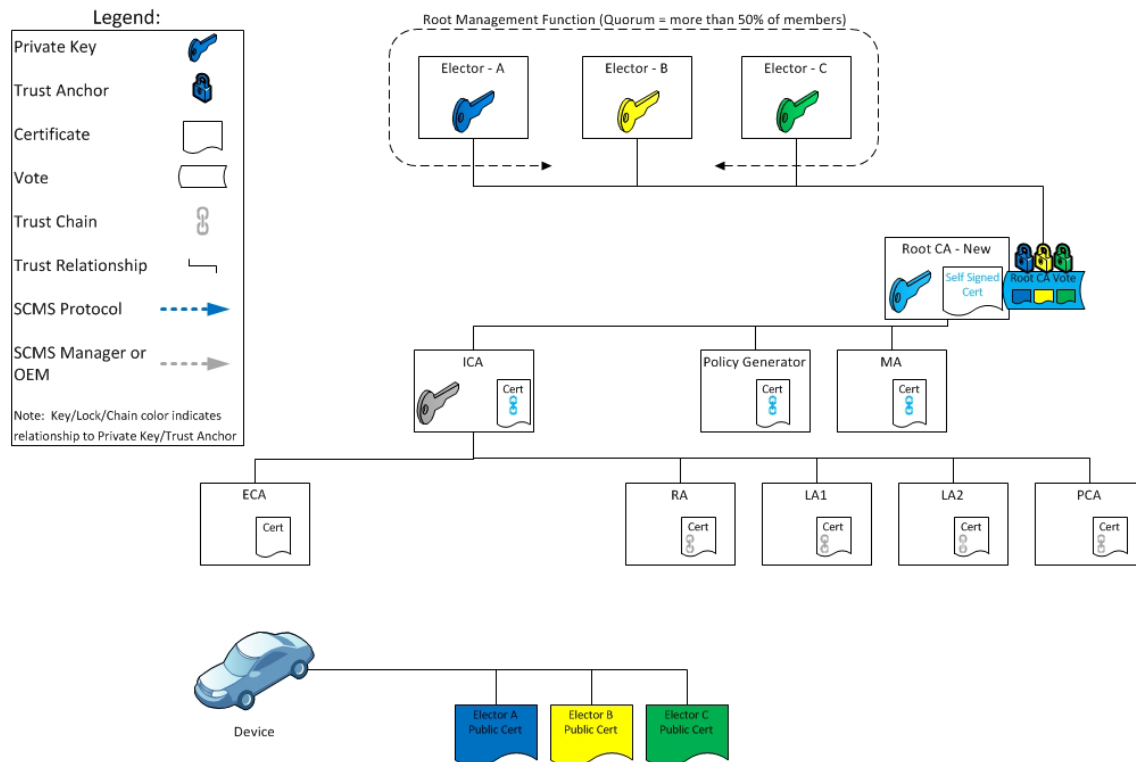 Legend:
Private Key
Trust Anchor
Certificate
Vote
Trust Chain
Trust Relationship
SCMS Protocol
SCMS Manager or
OEM
Note: Key/Lock/Chain color indicates
relationship to Private Key/Trust Anchor
Root Management Function (Quorum = more than 50% of members)
Elector - A
Elector - B
Elector - C
Root CA - New
Self Signed
Cert
Root CA Vote
ICA
Cert
Policy Generator
Cert
MA
Cert
ECA
Cert
RA
Cert
LA1
Cert
LA2
Cert
PCA
Cert
Device
Elector A
Public Cert
Elector B
Public Cert
Elector C
Public Cert